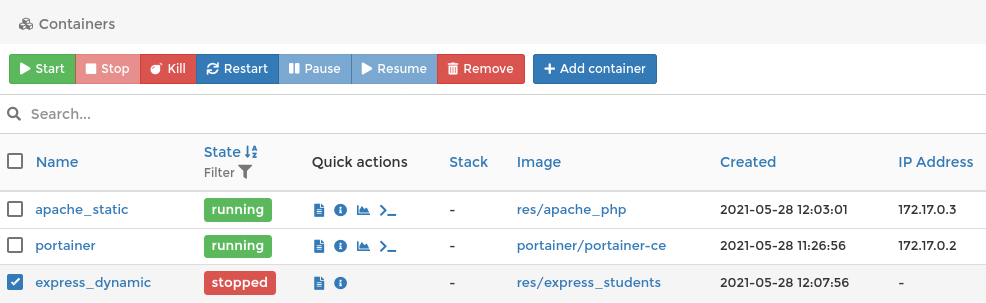 Containers
Start Stop Kill Restart Pause Resume Remove Add container
Search...
Name State Filter Quick actions Stack Image Created IP Address
apache_static running - res/apache_php 2021-05-28 12:03:01 172.17.0.3
portainer running - portainer/portainer-ce 2021-05-28 11:26:56 172.17.0.2
express_dynamic stopped - res/express_students 2021-05-28 12:07:56 -